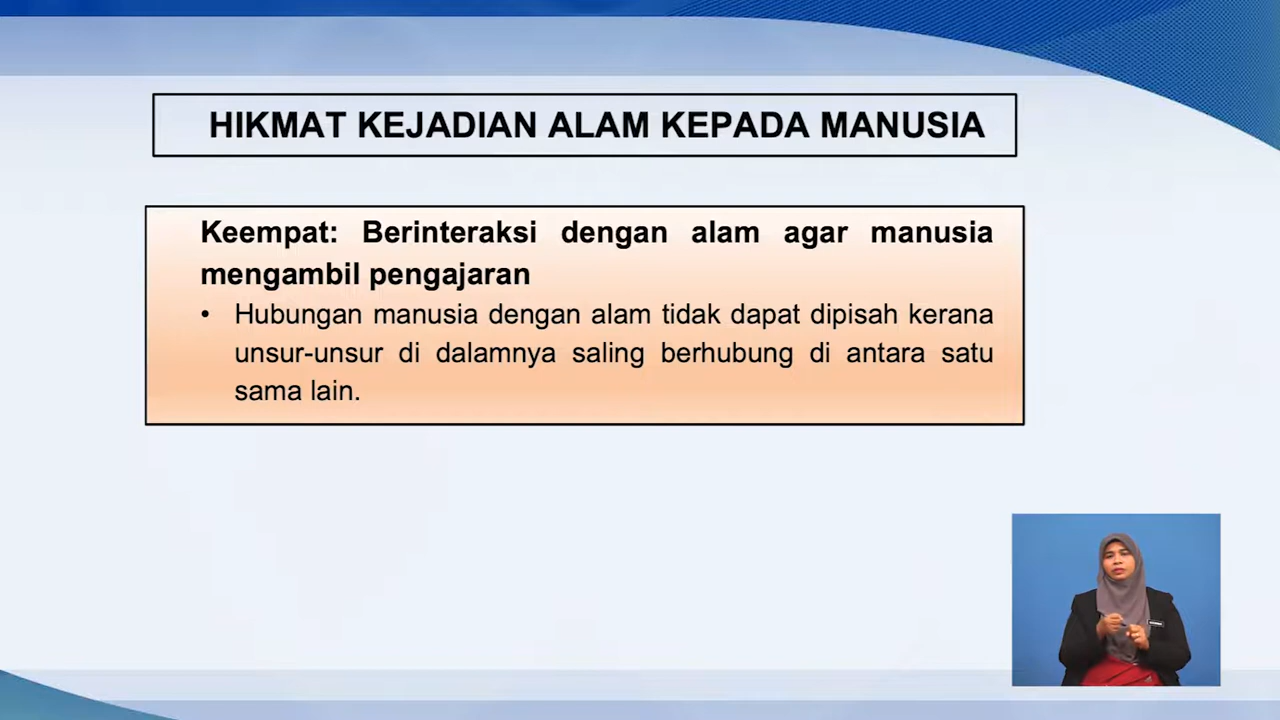 HIKMAT KEJADIAN ALAM KEPADA MANUSIA
Keempat: Berinteraksi dengan alam agar manusia
mengambil pengajaran
• Hubungan manusia dengan alam tidak dapat dipisah kerana
unsur-unsur di dalamnya saling berhubung di antara satu
sama lain.